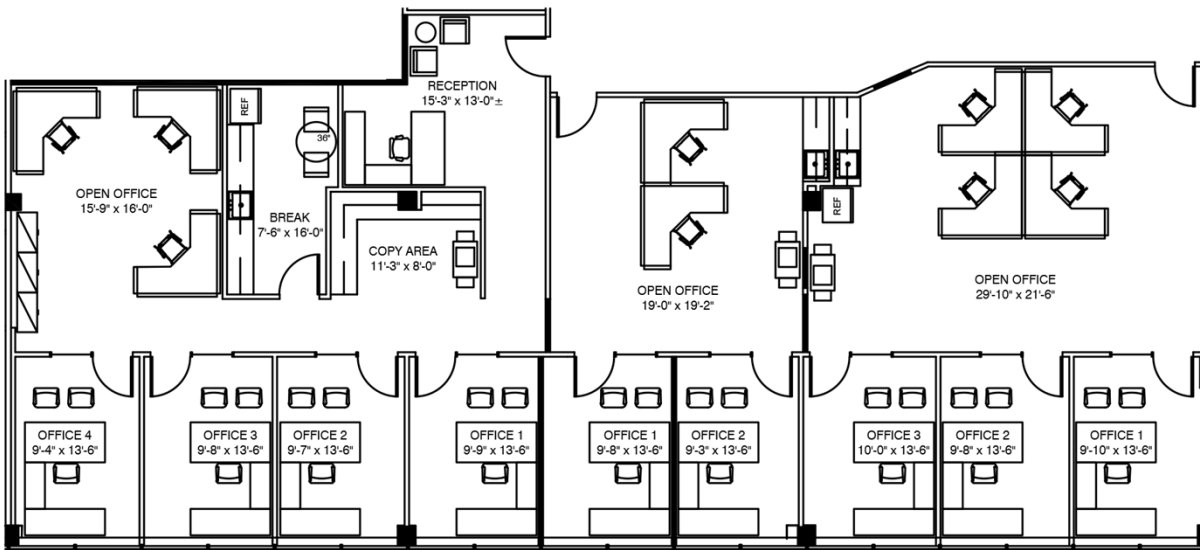 RECEPTION
15'-3" x 13'-0"±
REF
36"
OPEN OFFICE
15'-9" x 16'-0"
BREAK
7'-6" x 16'-0"
COPY AREA
11'-3" x 8'-0"
OPEN OFFICE
19'-0" x 19'-2"
REF
OPEN OFFICE
29'-10" x 21'-6"
OFFICE 4
9'-4" x 13'-6"
OFFICE 3
9'-8" x 13'-6"
OFFICE 2
9'-7" x 13'-6"
OFFICE 1
9'-9" x 13'-6"
OFFICE 1
9'-8" x 13'-6"
OFFICE 2
9'-3" x 13'-6"
OFFICE 3
10'-0" x 13'-6"
OFFICE 2
9'-8" x 13'-6"
OFFICE 1
9'-10" x 13'-6"